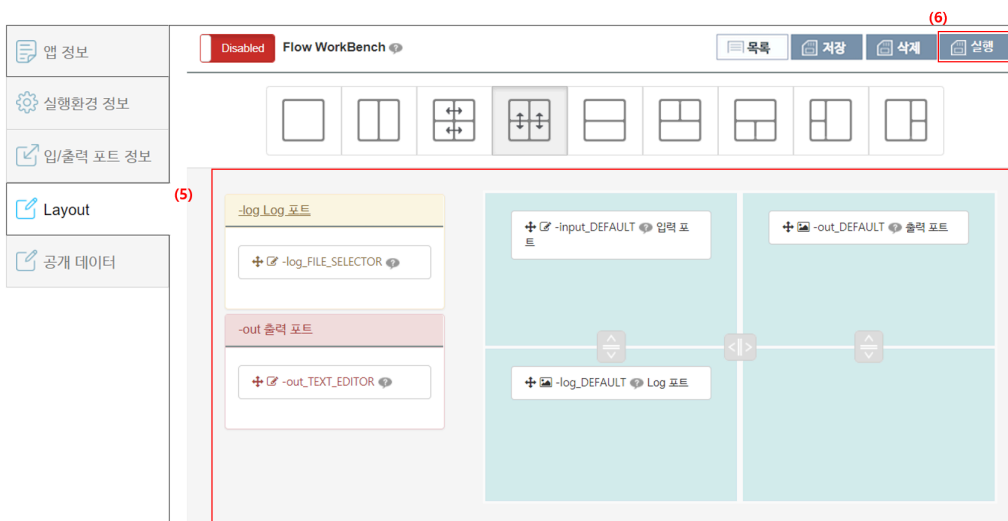 (6)
앱 정보
Disabled Flow WorkBench
목록
저장
삭제
실행
실행환경 정보
입/출력 포트 정보
(5)
Layout
공개 데이터
-log Log 포트
-log_FILE_SELECTOR
-out 출력 포트
-out_TEXT_EDITOR
-input_DEFAULT 입력 포
트
-out_DEFAULT 출력 포트
-log_DEFAULT Log 포트